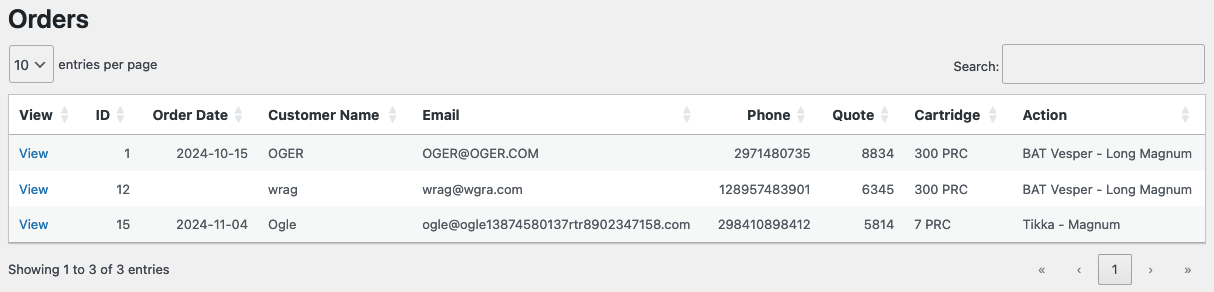 Orders
10 entries per page Search:
View ID Order Date Customer Name Email Phone Quote Cartridge Action
View 1 2024-10-15 OGER OGER@OGER.COM 2971480735 8834 300 PRC BAT Vesper - Long Magnum
View 12 wrag wrag@wgra.com 128957483901 6345 300 PRC BAT Vesper - Long Magnum
View 15 2024-11-04 Ogle ogle@ogle13874580137rtr8902347158.com 298410898412 5814 7 PRC Tikka - Magnum
Showing 1 to 3 of 3 entries « ‹ 1 › »